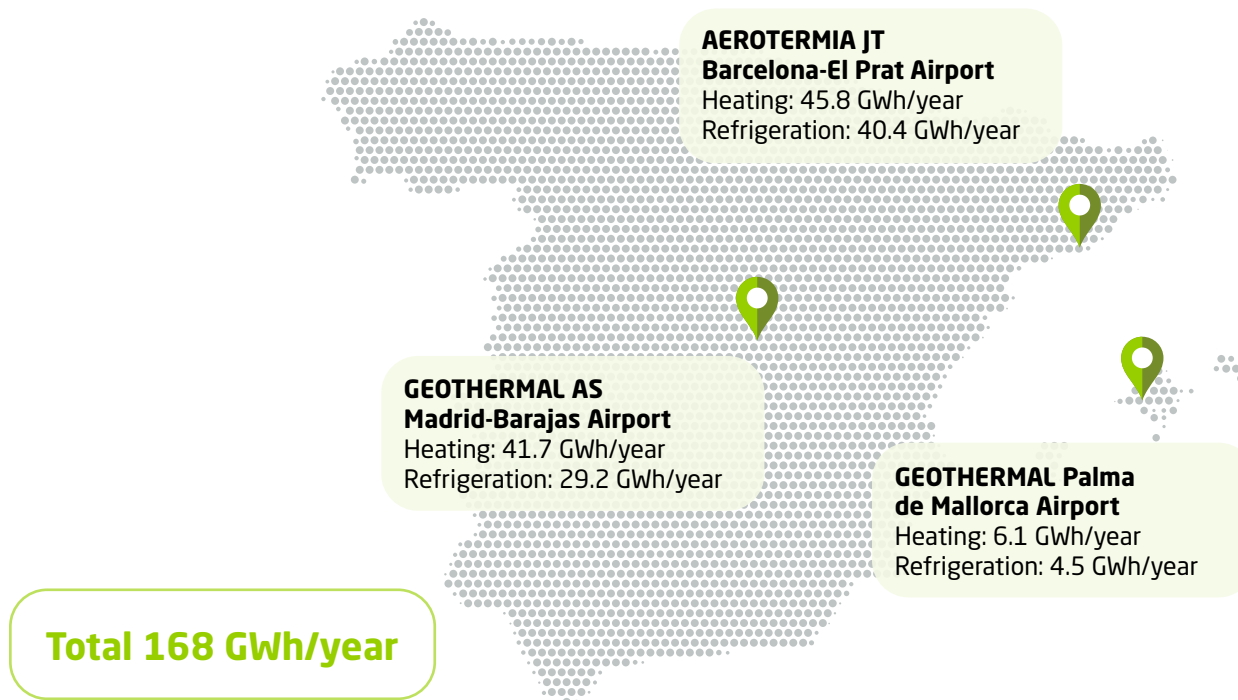 AEROTERMIA JT
Barcelona-El Prat Airport
Heating: 45.8 GWh/year
Refrigeration: 40.4 GWh/year
GEOTHERMAL AS
Madrid-Barajas Airport
Heating: 41.7 GWh/year
Refrigeration: 29.2 GWh/year
GEOTHERMAL Palma
de Mallorca Airport
Heating: 6.1 GWh/year
Refrigeration: 4.5 GWh/year
Total 168 GWh/year